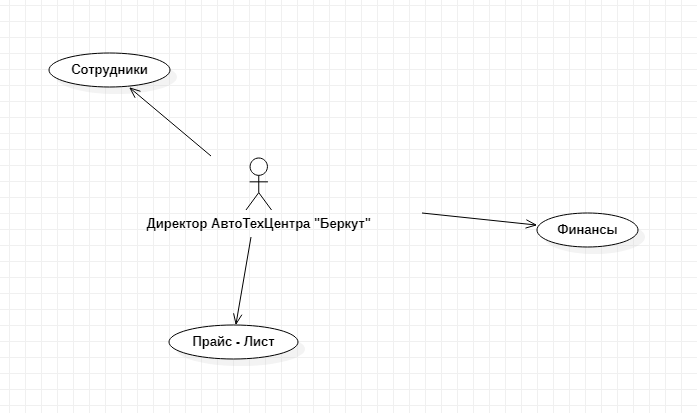 Сотрудники
Директор АвтоТехЦентра "Беркут"
Финансы
Прайс - Лист